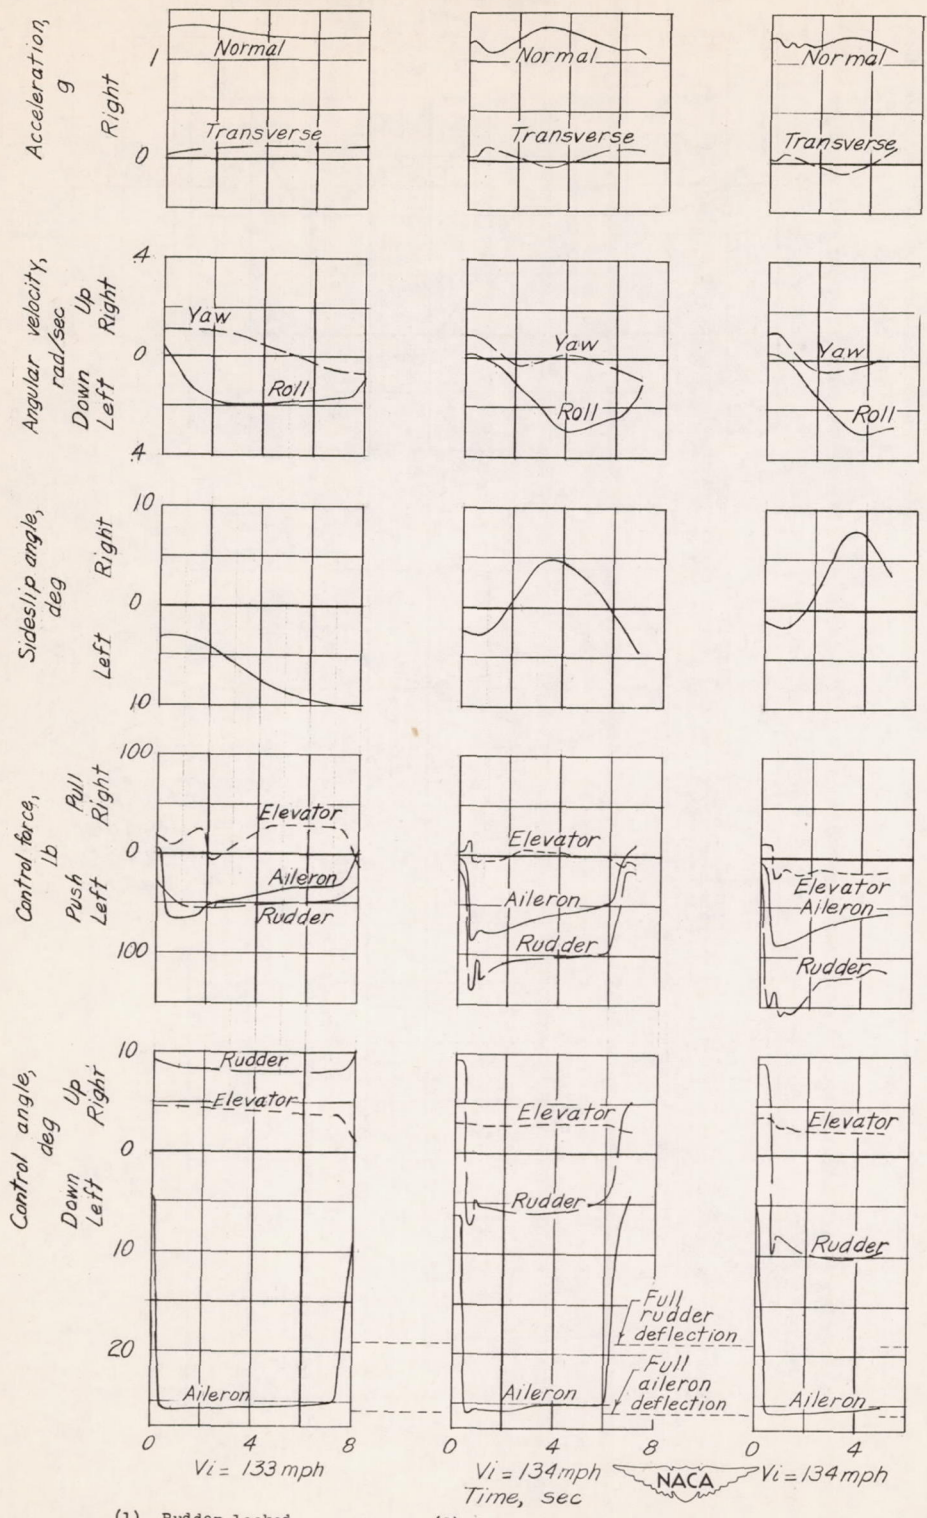 Acceleration,
g
Right
1
0
Normal
Transverse
Normal
Transverse
Normal
Transverse
Angular velocity,
rad/sec
Down Up
Left Right
.4
0
.4
Yaw
Roll
Yaw
Roll
Yaw
Roll
Sideslip angle,
deg
Left Right
10
0
10
Control force,
lb
Push Pull
Left Right
100
0
100
Elevator
Aileron
Rudder
Elevator
Aileron
Rudder
Elevator
Aileron
Rudder
Control angle,
deg
Down Up
Left Right
10
0
10
20
Rudder
Elevator
Aileron
Elevator
Rudder
Full
rudder
deflection
Full
aileron
deflection
Aileron
Elevator
Rudder
Aileron
0 4 8
Vi = 133 mph
0 4 8
Vi = 134 mph
Time, sec
NACA
0 4
Vi = 134 mph
(1) Rudder locked